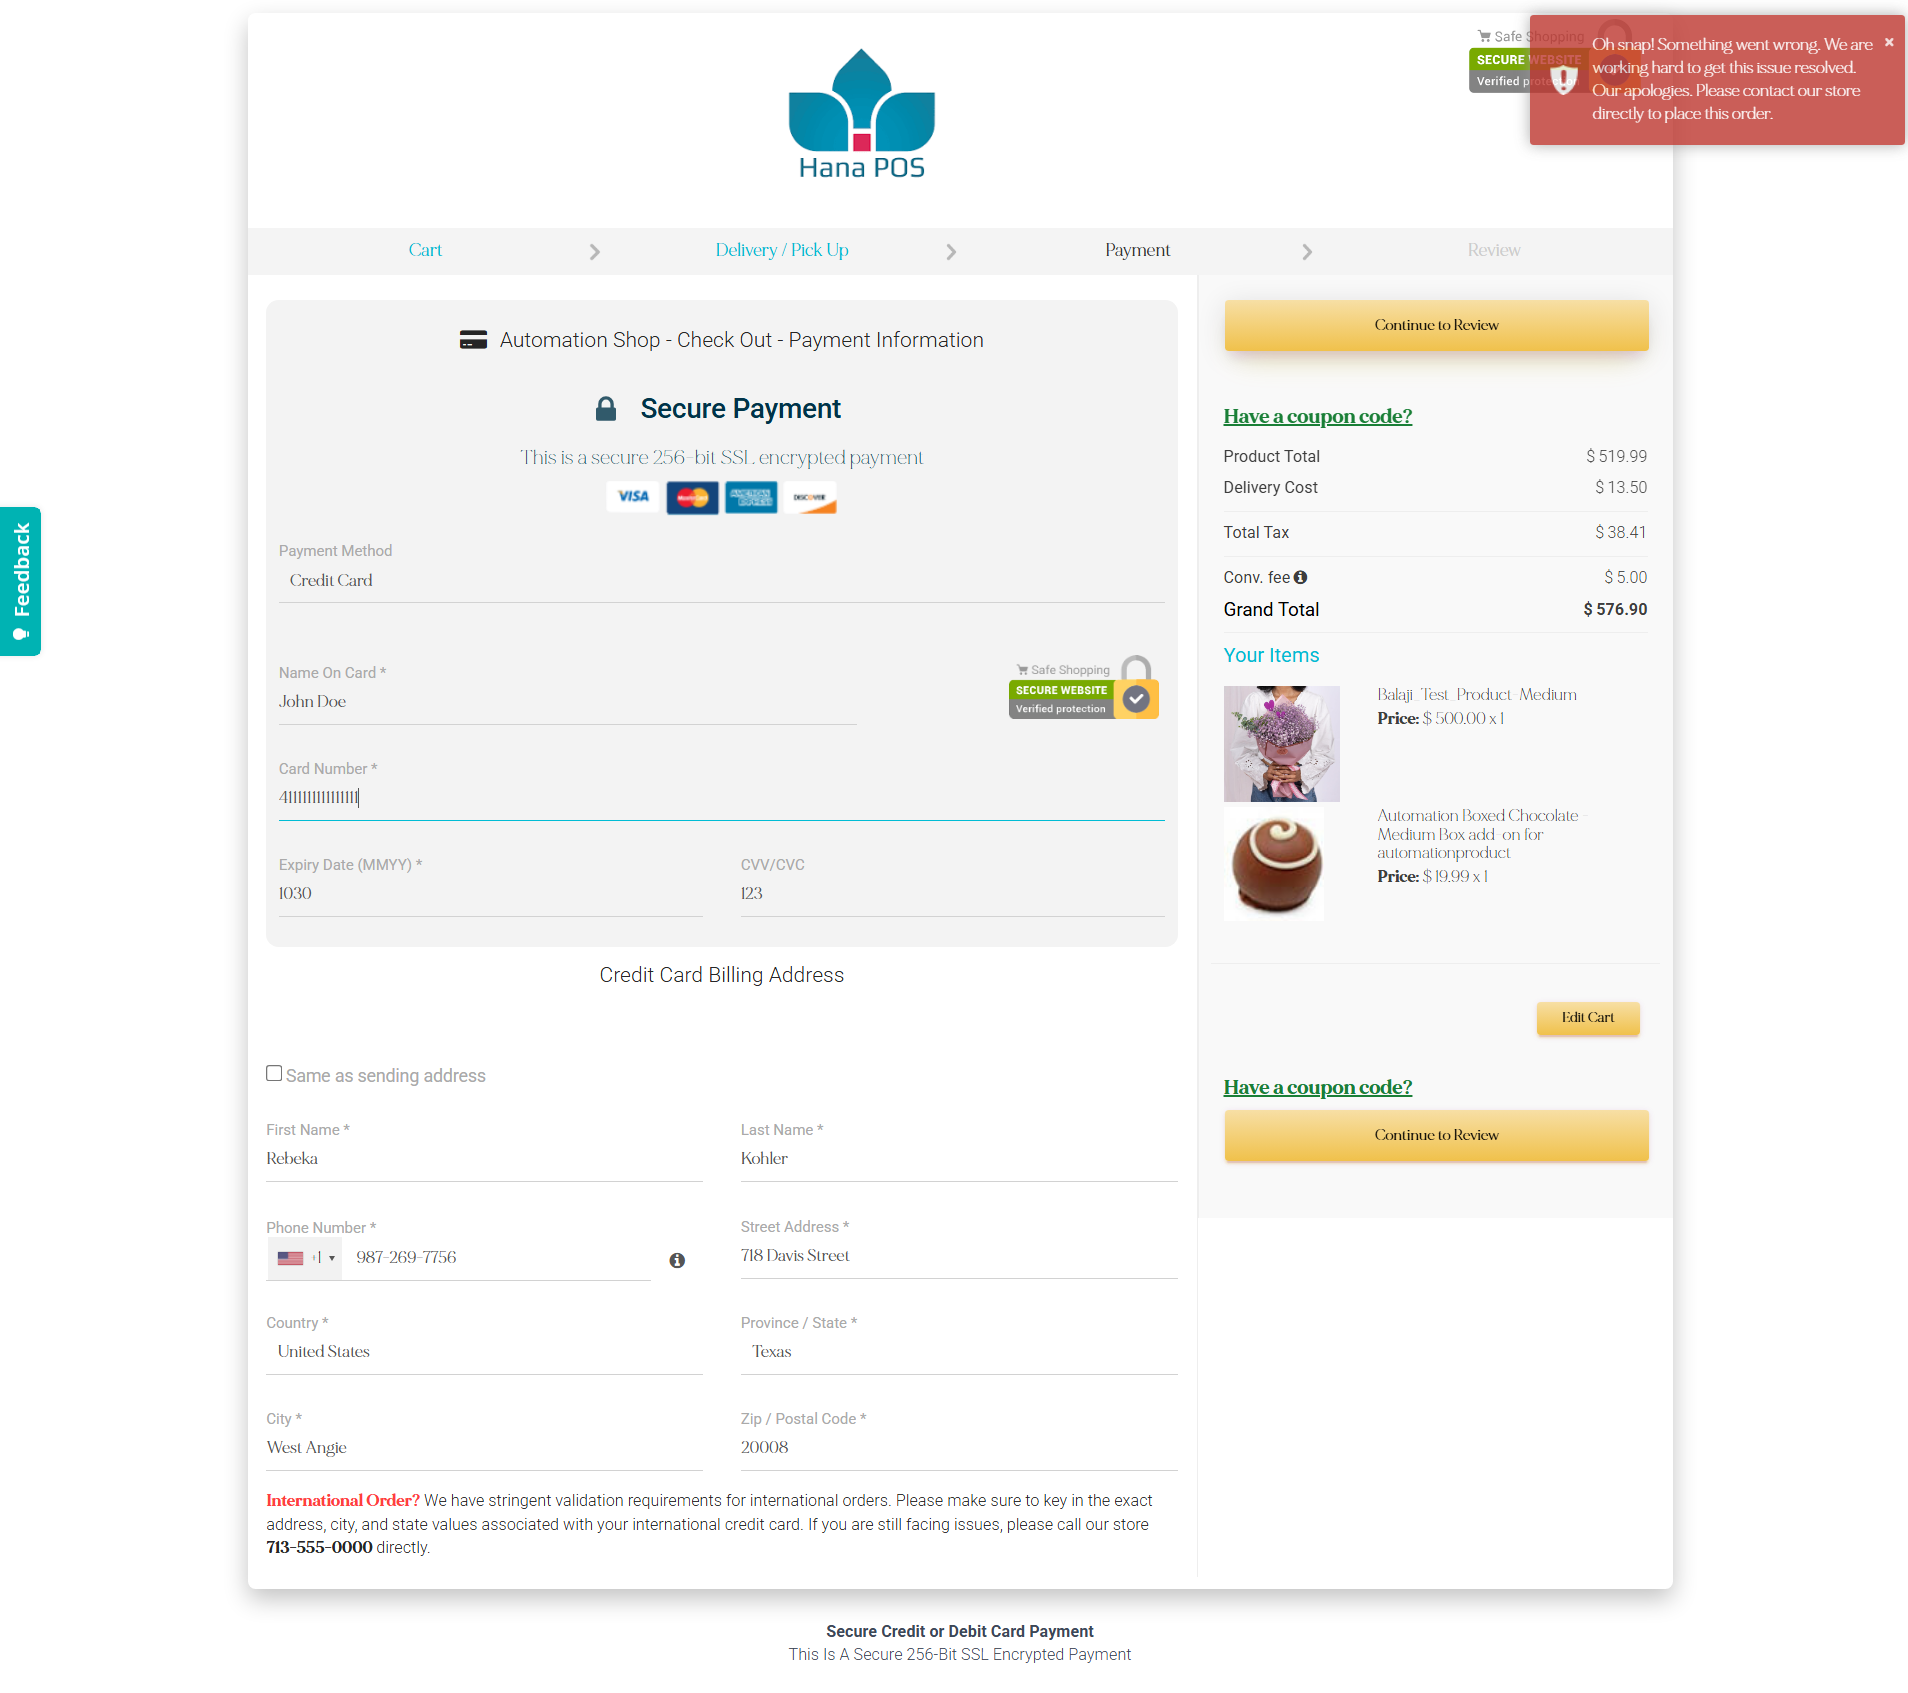 Safe Shopping
SECURE WEBSITE
Verified protection
Oh snap! Something went wrong. We are
working hard to get this issue resolved.
Our apologies. Please contact our store
directly to place this order.
×
Hana POS
Cart
Delivery / Pick Up
Payment
Review
Automation Shop - Check Out - Payment Information
Secure Payment
This is a secure 256-bit SSL encrypted payment
VISA
MasterCard
AMERICAN EXPRESS
DISCOVER
Payment Method
Credit Card
Name On Card *
John Doe
Safe Shopping
SECURE WEBSITE
Verified protection
Card Number *
4111111111111111
Expiry Date (MMYY) *
1030
CVV/CVC
123
Credit Card Billing Address
Same as sending address
First Name *
Rebeka
Last Name *
Kohler
Phone Number *
+1
987-269-7756
Street Address *
718 Davis Street
Country *
United States
Province / State *
Texas
City *
West Angie
Zip / Postal Code *
20008
International Order? We have stringent validation requirements for international orders. Please make sure to key in the exact
address, city, and state values associated with your international credit card. If you are still facing issues, please call our store
713-555-0000 directly.
Continue to Review
Have a coupon code?
Product Total $ 519.99
Delivery Cost $ 13.50
Total Tax $ 38.41
Conv. fee $ 5.00
Grand Total $ 576.90
Your Items
Balaji_Test_Product-Medium
Price: $ 500.00 x 1
Automation Boxed Chocolate -
Medium Box add-on for
automationproduct
Price: $ 19.99 x 1
Edit Cart
Have a coupon code?
Continue to Review
Feedback
Secure Credit or Debit Card Payment
This Is A Secure 256-Bit SSL Encrypted Payment